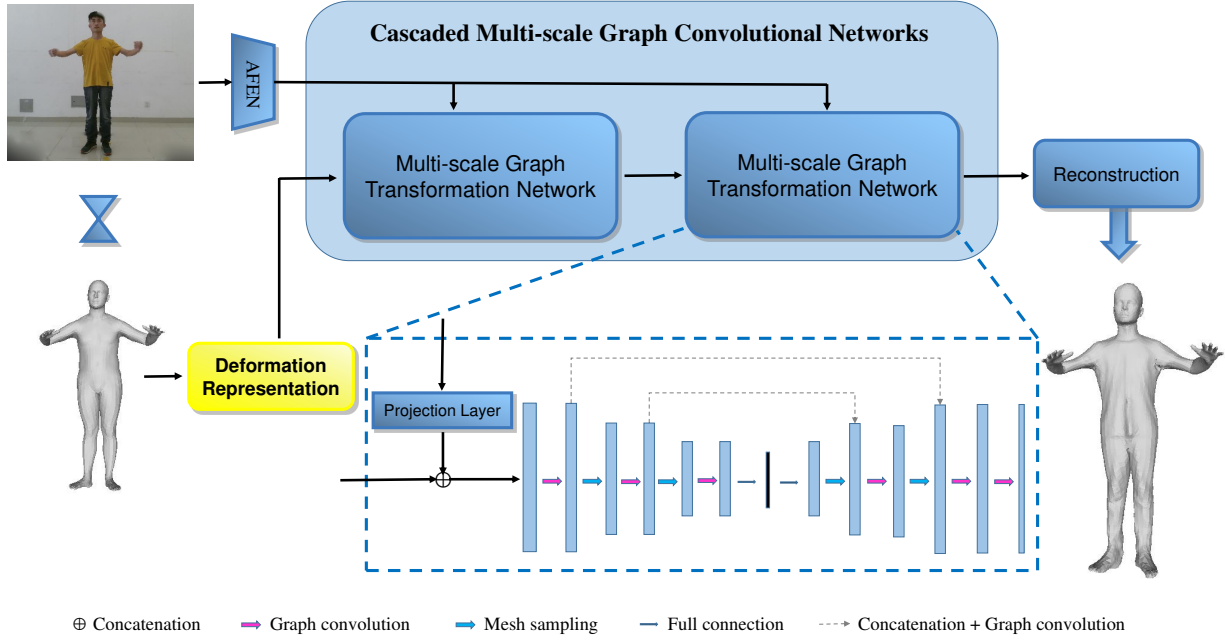 Cascaded Multi-scale Graph Convolutional Networks
AFEN
Multi-scale Graph
Transformation Network
Multi-scale Graph
Transformation Network
Reconstruction
Deformation
Representation
Projection Layer
⊕ Concatenation
Graph convolution
Mesh sampling
Full connection
Concatenation + Graph convolution